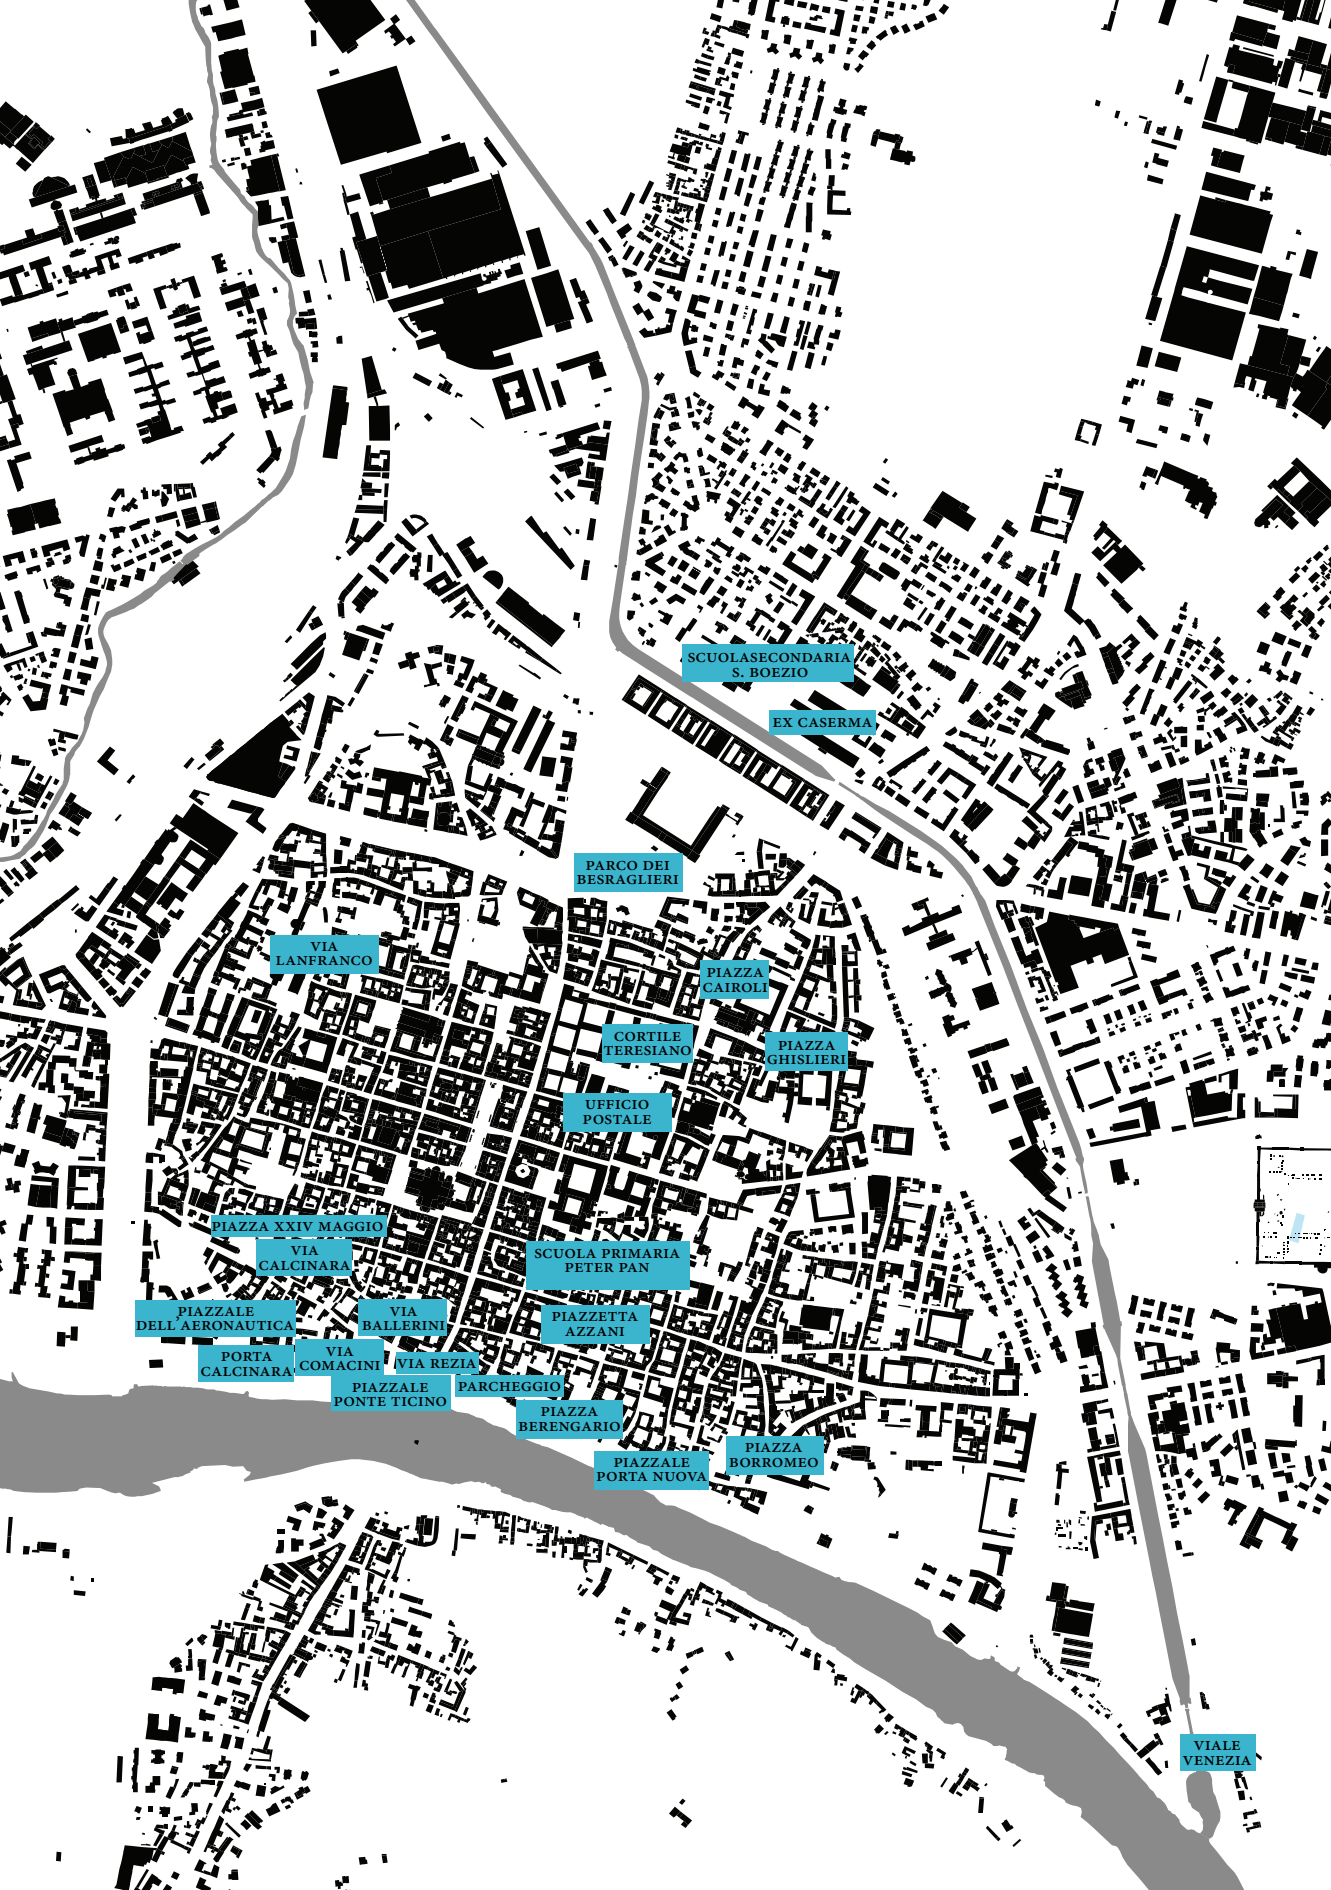 SCUOLASECONDARIA
S. BOEZIO
EX CASERMA
PARCO DEI
BESRAGLIERI
VIA
LANFRANCO
PIAZZA
CAIROLI
CORTILE
TERESIANO
PIAZZA
GHISLIERI
UFFICIO
POSTALE
PIAZZA XXIV MAGGIO
VIA
CALCINARA
SCUOLA PRIMARIA
PETER PAN
PIAZZALE
DELL'AERONAUTICA
VIA
BALLERINI
PIAZZETTA
AZZANI
PORTA
CALCINARA
VIA
COMACINI
VIA REZIA
PIAZZALE
PONTE TICINO
PARCHEGGIO
PIAZZA
BERENGARIO
PIAZZA
BORROMEO
PIAZZALE
PORTA NUOVA
VIALE
VENEZIA